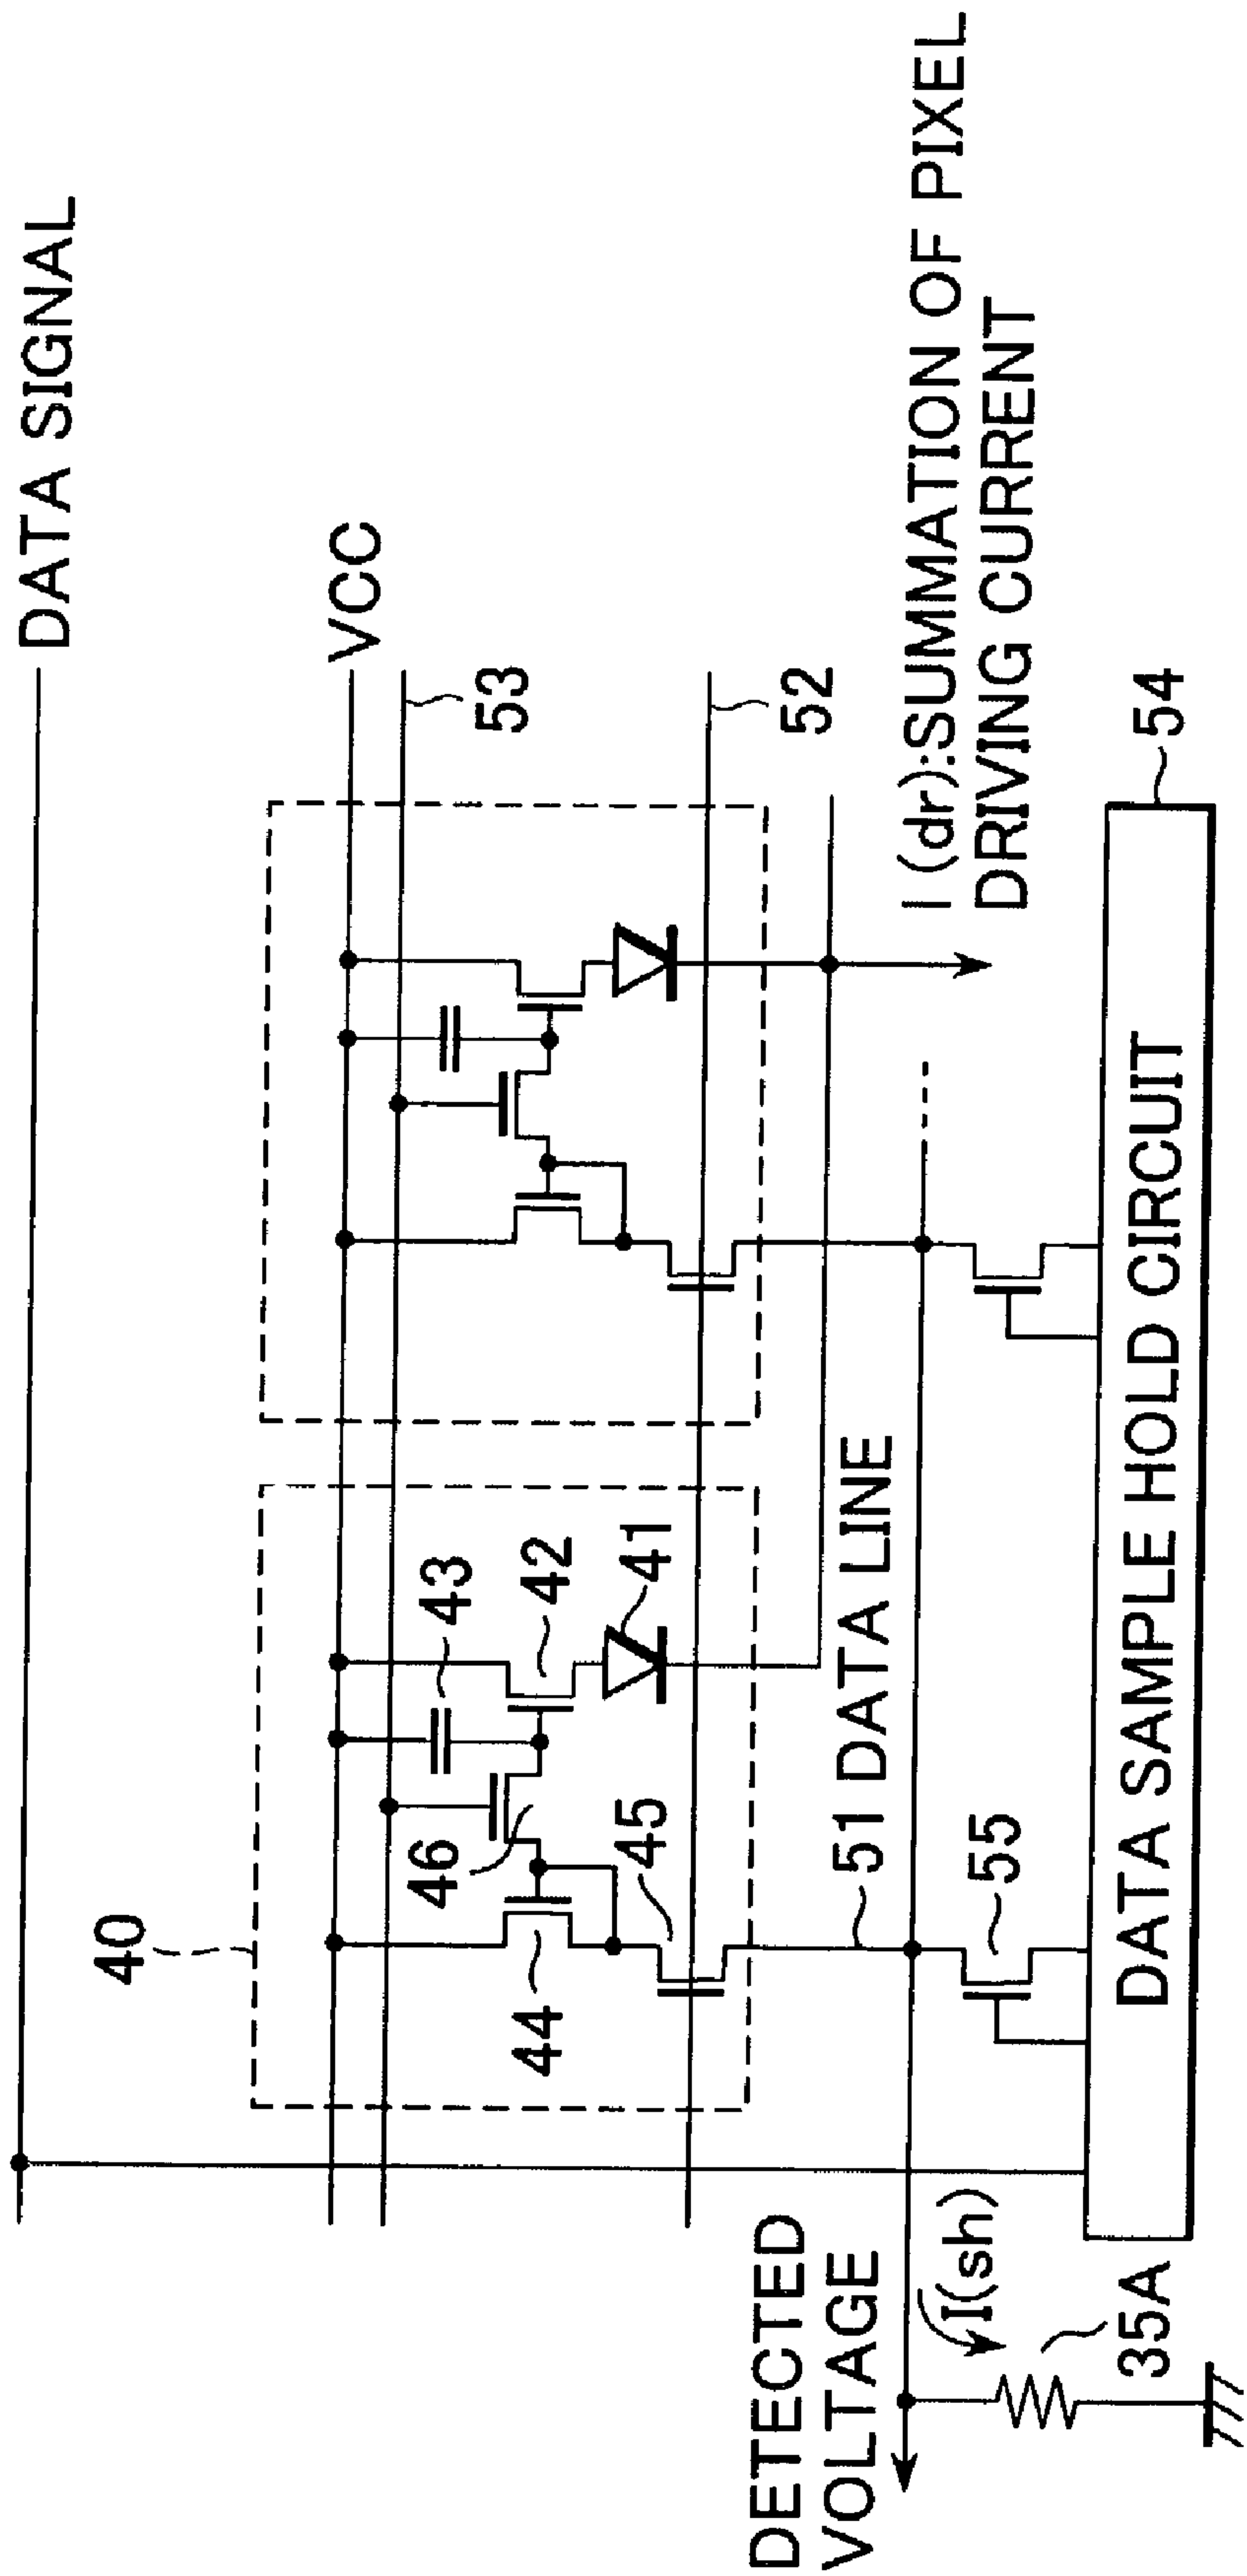 DATA SIGNAL
VCC
53
52
40
43
42
41
46
44
45
51 DATA LINE
I(dr):SUMMATION OF PIXEL
DRIVING CURRENT
55
54
DATA SAMPLE HOLD CIRCUIT
DETECTED
VOLTAGE
I(sh)
35A